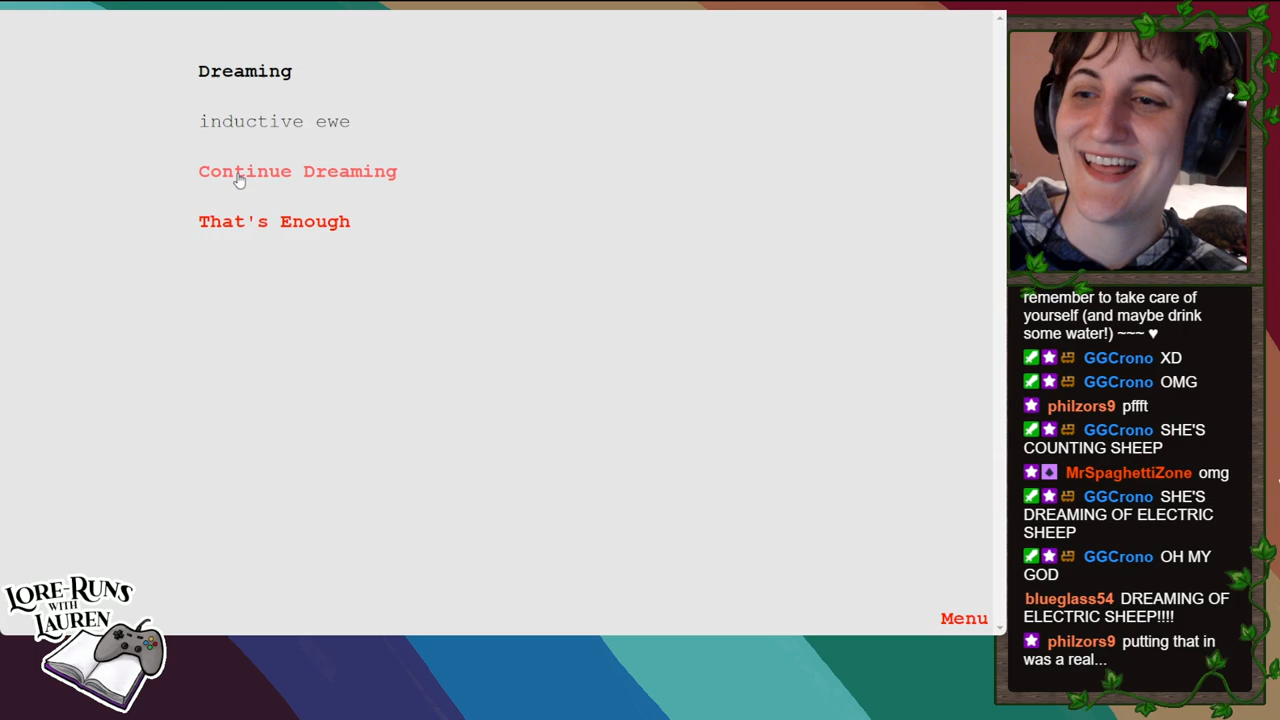 Dreaming
inductive ewe
Continue Dreaming
That's Enough
Menu
LORE-RUNS
WITH
LAUREN
remember to take care of
yourself (and maybe drink
some water!) ~~~ ♥
GGCrono XD
GGCrono OMG
philzors9 pffft
GGCrono SHE'S
COUNTING SHEEP
MrSpaghettiZone omg
GGCrono SHE'S
DREAMING OF ELECTRIC
SHEEP
GGCrono OH MY
GOD
blueglass54 DREAMING OF
ELECTRIC SHEEP!!!!
philzors9 putting that in
was a real...